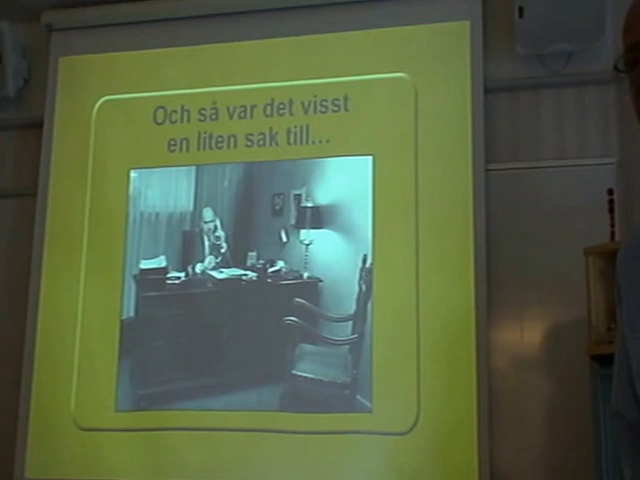 Och så var det visst
en liten sak till...